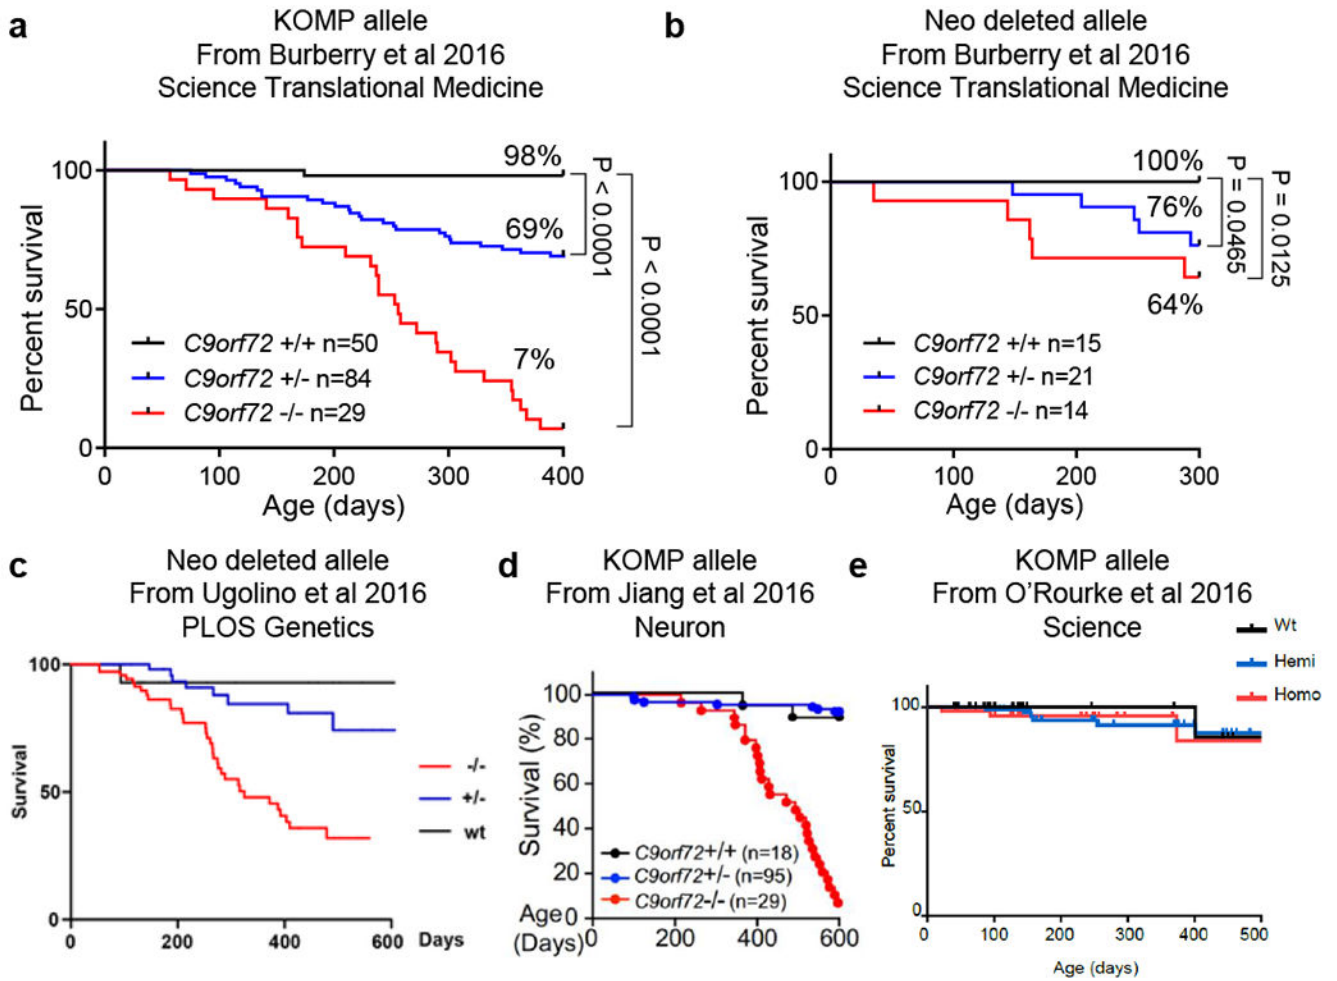 a
KOMP allele
From Burberry et al 2016
Science Translational Medicine
Percent survival
100
50
0
0 100 200 300 400
Age (days)
98%
69%
7%
P < 0.0001
P < 0.0001
C9orf72 +/+ n=50
C9orf72 +/- n=84
C9orf72 -/- n=29
b
Neo deleted allele
From Burberry et al 2016
Science Translational Medicine
Percent survival
100
50
0
0 100 200 300
Age (days)
100%
76%
64%
P = 0.0465
P = 0.0125
C9orf72 +/+ n=15
C9orf72 +/- n=21
C9orf72 -/- n=14
c
Neo deleted allele
From Ugolino et al 2016
PLOS Genetics
Survival
100
50
0
0 200 400 600 Days
-/-
+/-
wt
d
KOMP allele
From Jiang et al 2016
Neuron
Survival (%)
100
80
60
40
20
0
C9orf72+/+ (n=18)
C9orf72+/- (n=95)
C9orf72-/- (n=29)
Age
(Days)
0 200 400 600
e
KOMP allele
From O'Rourke et al 2016
Science
Wt
Hemi
Homo
Percent survival
100
50
0
0 100 200 300 400 500
Age (days)